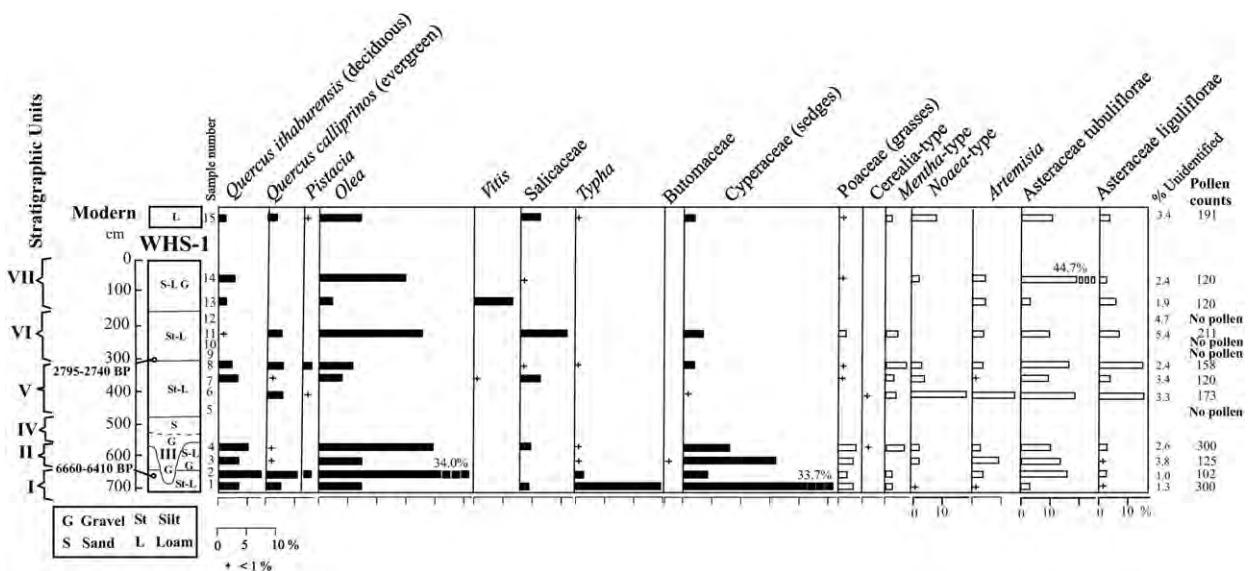 Quercus ithaburensis (deciduous)
Quercus calliprinos (evergreen)
Pistacia
Olea
Vitis
Salicaceae
Typha
Butomaceae
Cyperaceae (sedges)
Poaceae (grasses)
Cerealia-type
Mentha-type
Noaea-type
Artemisia
Asteraceae tubuliflorae
Asteraceae liguliflorae
Stratigraphic Units
Sample number
% Unidentified
Pollen counts
Modern L 15 + + + 3.4 191
cm
WHS-1
0
VII S-L G 14 + + 44.7% 2.4 120
100
13 1.9 120
200 12 4.7 No pollen
VI St-L 11 + 5.4 211
10 No pollen
300 9 No pollen
2795-2740 BP 8 + + + 2.4 158
7 + + + + 3.4 120
V 400 St-L 6 + + + 3.3 173
5 No pollen
IV 500 S
G
II 600 III S-L 4 + + + 2.6 300
3 + + + 3.8 125
6660-6410 BP G G 2 34.0% 1.0 102
I 700 St-L 1 33.7% + + + 1.3 300
G Gravel St Silt
S Sand L Loam
0 5 10 %
+ < 1 %
0 10
0 10
0 10 %